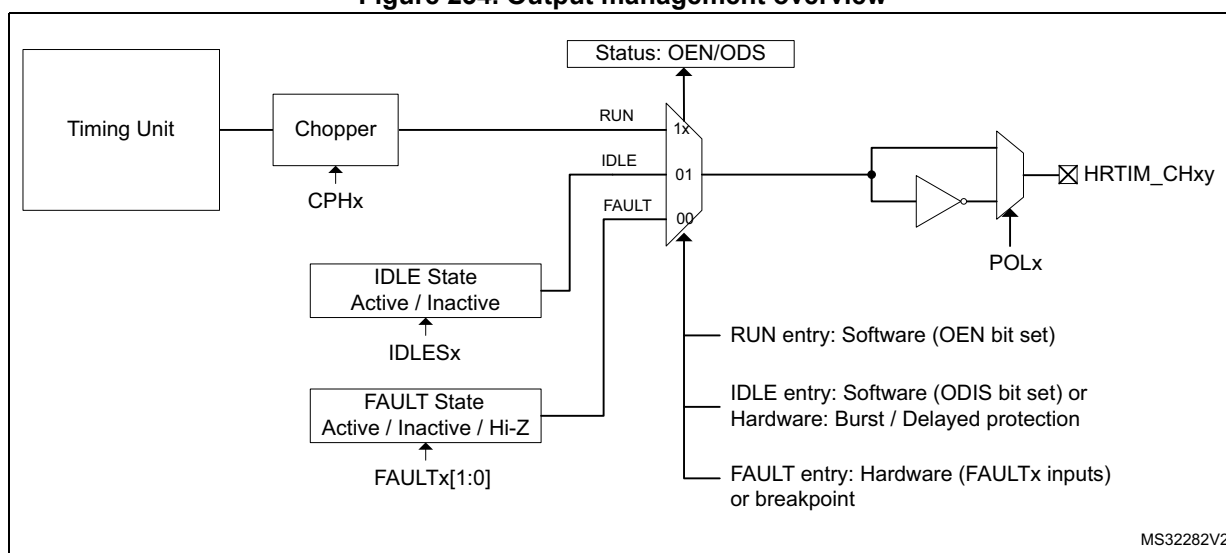 Figure 234. Output management overview
Status: OEN/ODS
Timing Unit
Chopper
CPHx
RUN
1x
IDLE
01
FAULT
00
HRTIM_CHxy
POLx
IDLE State
Active / Inactive
IDLESx
FAULT State
Active / Inactive / Hi-Z
FAULTx[1:0]
RUN entry: Software (OEN bit set)
IDLE entry: Software (ODIS bit set) or
Hardware: Burst / Delayed protection
FAULT entry: Hardware (FAULTx inputs)
or breakpoint
MS32282V2